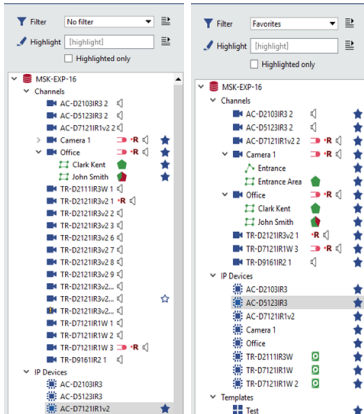 Filter No filter
Highlight [highlight]
Highlighted only
MSK-EXP-16
Channels
AC-D2103IR3 2
AC-D5123IR3 2
AC-D7121IR1v2 2
Camera 1
Office ·R
Clark Kent
John Smith
TR-D2111IR3W 1
TR-D2121IR3v2 1 ·R
TR-D2121IR3v2 2
TR-D2121IR3v2 3
TR-D2121IR3v2 6
TR-D2121IR3v2 7
TR-D2121IR3v2 8
TR-D2121IR3v2 9
TR-D2121IR3v2...
TR-D2121IR3v2...
TR-D2121IR3v2...
TR-D7121IR1W 1
TR-D7121IR1W 2
TR-D7121IR1W 3 ·R
TR-D9161IR2 1
IP Devices
AC-D2103IR3
AC-D5123IR3
AC-D7121IR1v2
Filter Favorites
Highlight [highlight]
Highlighted only
MSK-EXP-16
Channels
AC-D2103IR3 2
AC-D5123IR3 2
AC-D7121IR1v2 2 ·R
Camera 1 ·R
Entrance
Entrance Area
Office ·R
Clark Kent
John Smith
TR-D2121IR3v2 1 ·R
TR-D7121IR1W 3 ·R
TR-D9161IR2 1
IP Devices
AC-D2103IR3
AC-D5123IR3
AC-D7121IR1v2
Camera 1
Office
TR-D2111IR3W
TR-D7121IR1W
TR-D7121IR1W 2
Templates
Test